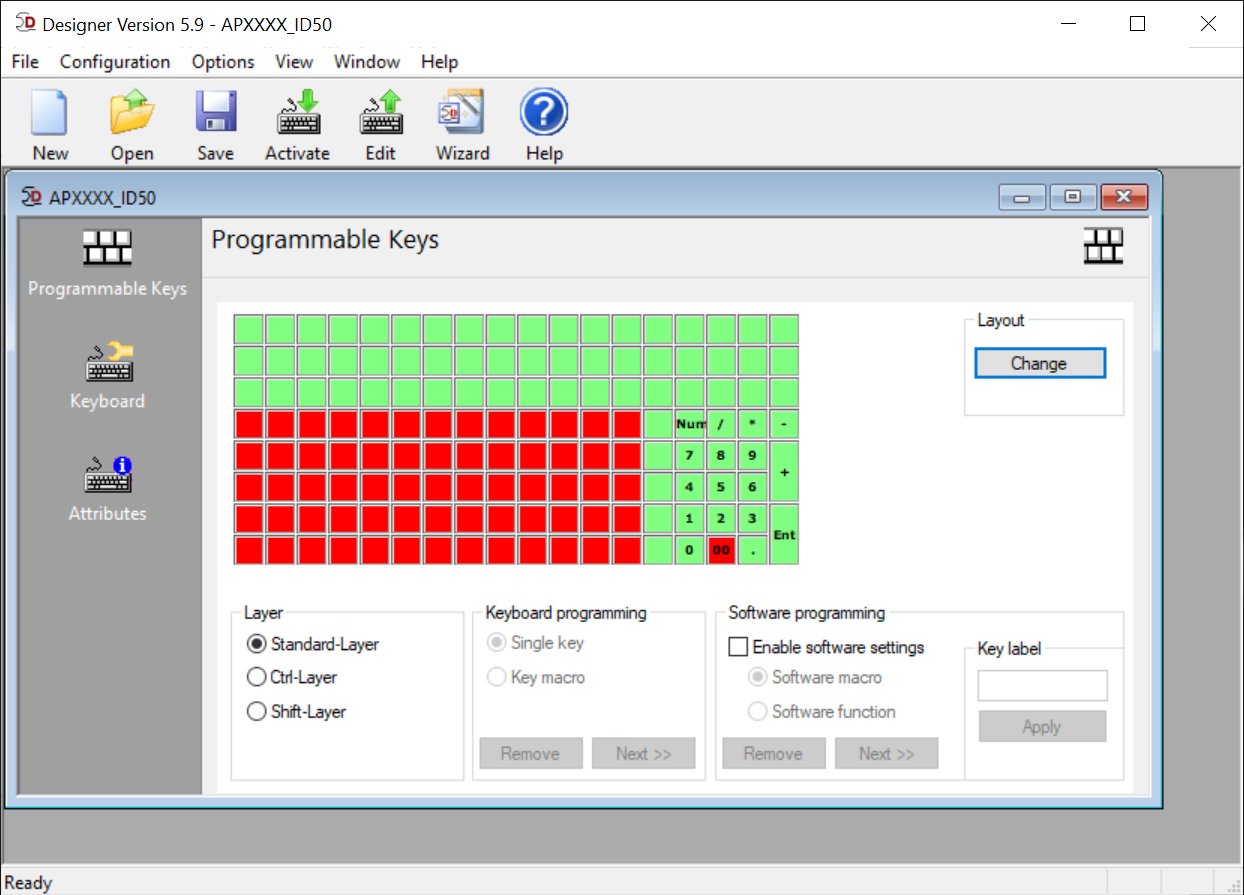 Designer Version 5.9 - APXXXX_ID50
File Configuration Options View Window Help
New Open Save Activate Edit Wizard Help
APXXXX_ID50
Programmable Keys
Keyboard
Attributes
Programmable Keys
Num / * -
7 8 9 +
4 5 6
1 2 3 Ent
0 00 .
Layout
Change
Layer
Standard-Layer
Ctrl-Layer
Shift-Layer
Keyboard programming
Single key
Key macro
Remove Next >>
Software programming
Enable software settings
Software macro
Software function
Remove Next >>
Key label
Apply
Ready